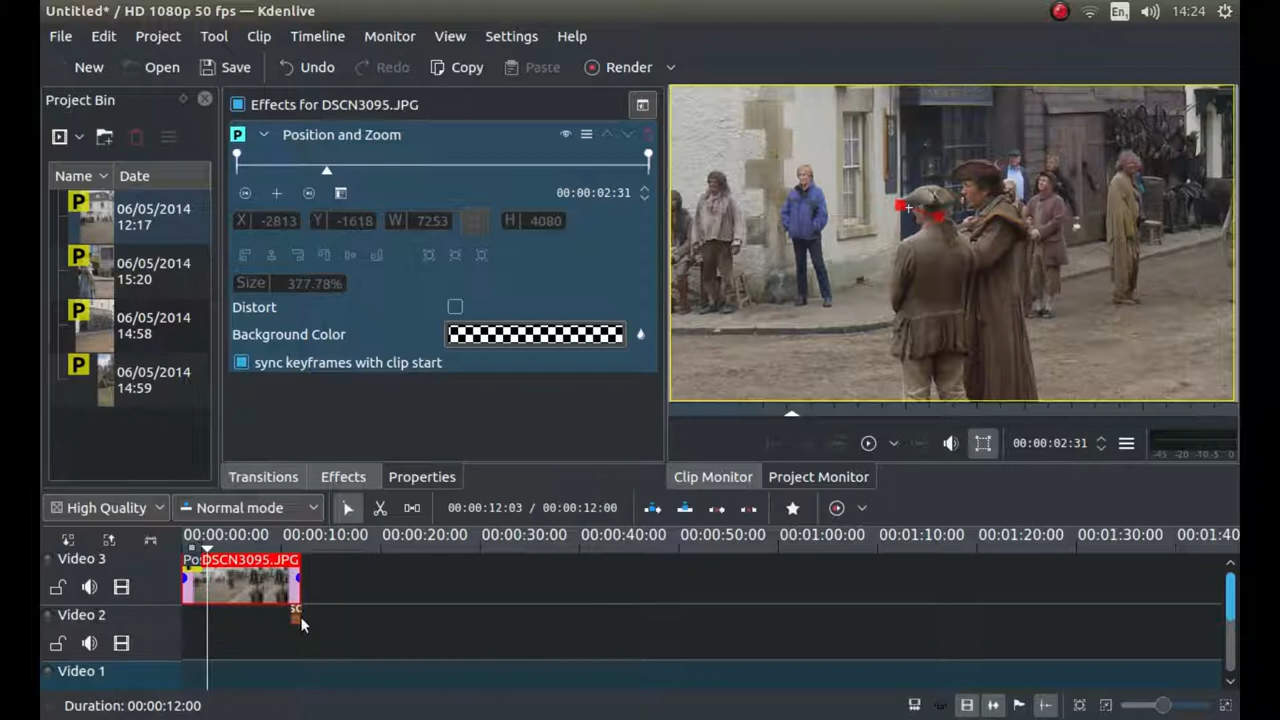 Untitled* / HD 1080p 50 fps — Kdenlive
En1
14:24
File Edit Project Tool Clip Timeline Monitor View Settings Help
New Open Save Undo Redo Copy Paste Render
Project Bin
Name Date
P 06/05/2014
12:17
P 06/05/2014
15:20
P 06/05/2014
14:58
P 06/05/2014
14:59
Effects for DSCN3095.JPG
P Position and Zoom
00:00:02:31
X -2813 Y -1618 W 7253 H 4080
Size 377.78%
Distort
Background Color
sync keyframes with clip start
Transitions Effects Properties
00:00:02:31
-45 -20 -10 -5 0
Clip Monitor Project Monitor
High Quality Normal mode 00:00:12:03 / 00:00:12:00
00:00:00:00 00:00:10:00 00:00:20:00 00:00:30:00 00:00:40:00 00:00:50:00 00:01:00:00 00:01:10:00 00:01:20:00 00:01:30:00 00:01:40
Video 3
Po DSCN3095.JPG
Video 2
Video 1
Duration: 00:00:12:00